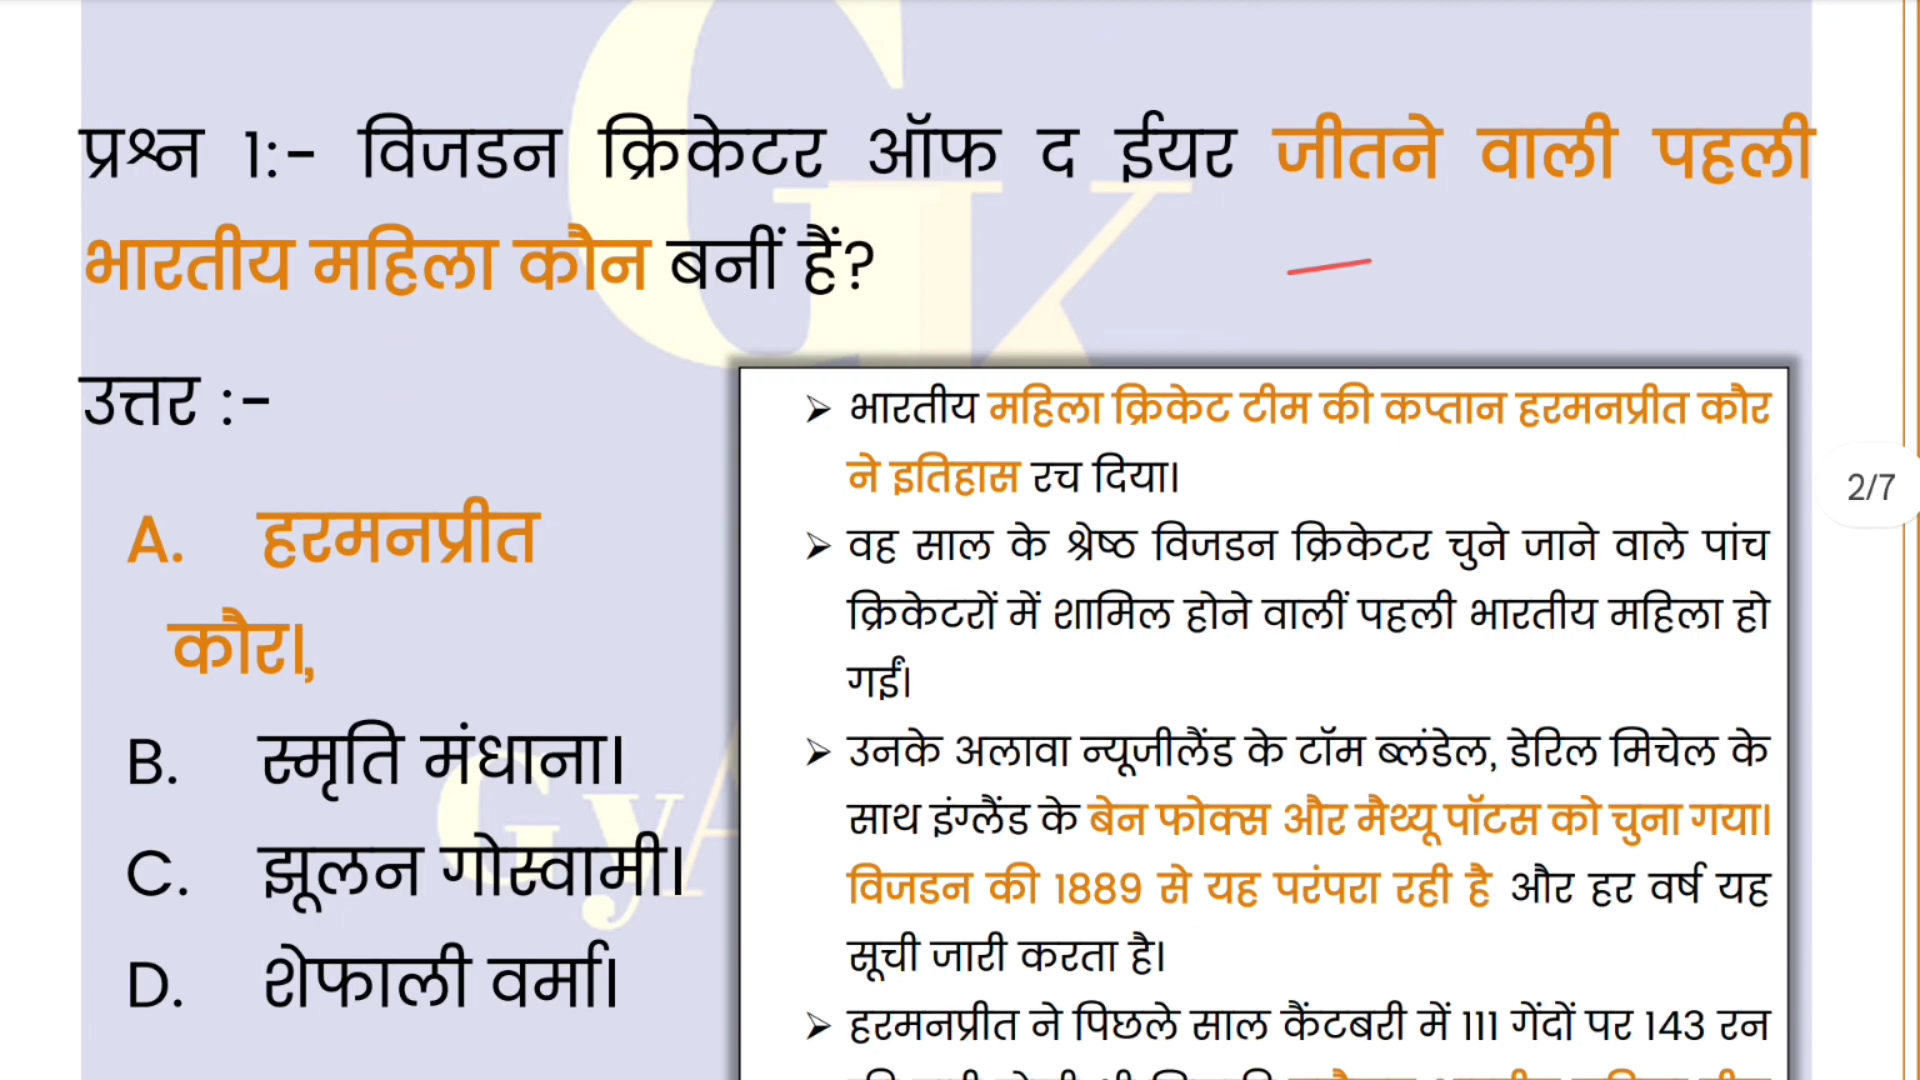 प्रश्न 1:- विजडन क्रिकेटर ऑफ द ईयर जीतने वाली पहली
भारतीय महिला कौन बनीं हैं?
उत्तर :-
A. हरमनप्रीत
कौर।,
B. स्मृति मंधाना।
C. झूलन गोस्वामी।
D. शेफाली वर्मा।
➢ भारतीय महिला क्रिकेट टीम की कप्तान हरमनप्रीत कौर
ने इतिहास रच दिया।
➢ वह साल के श्रेष्ठ विजडन क्रिकेटर चुने जाने वाले पांच
क्रिकेटरों में शामिल होने वालीं पहली भारतीय महिला हो
गईं।
➢ उनके अलावा न्यूजीलैंड के टॉम ब्लंडेल, डेरिल मिचेल के
साथ इंग्लैंड के बेन फोक्स और मैथ्यू पॉटस को चुना गया।
विजडन की 1889 से यह परंपरा रही है और हर वर्ष यह
सूची जारी करता है।
➢ हरमनप्रीत ने पिछले साल कैंटबरी में 111 गेंदों पर 143 रन
2/7
GK
GyA